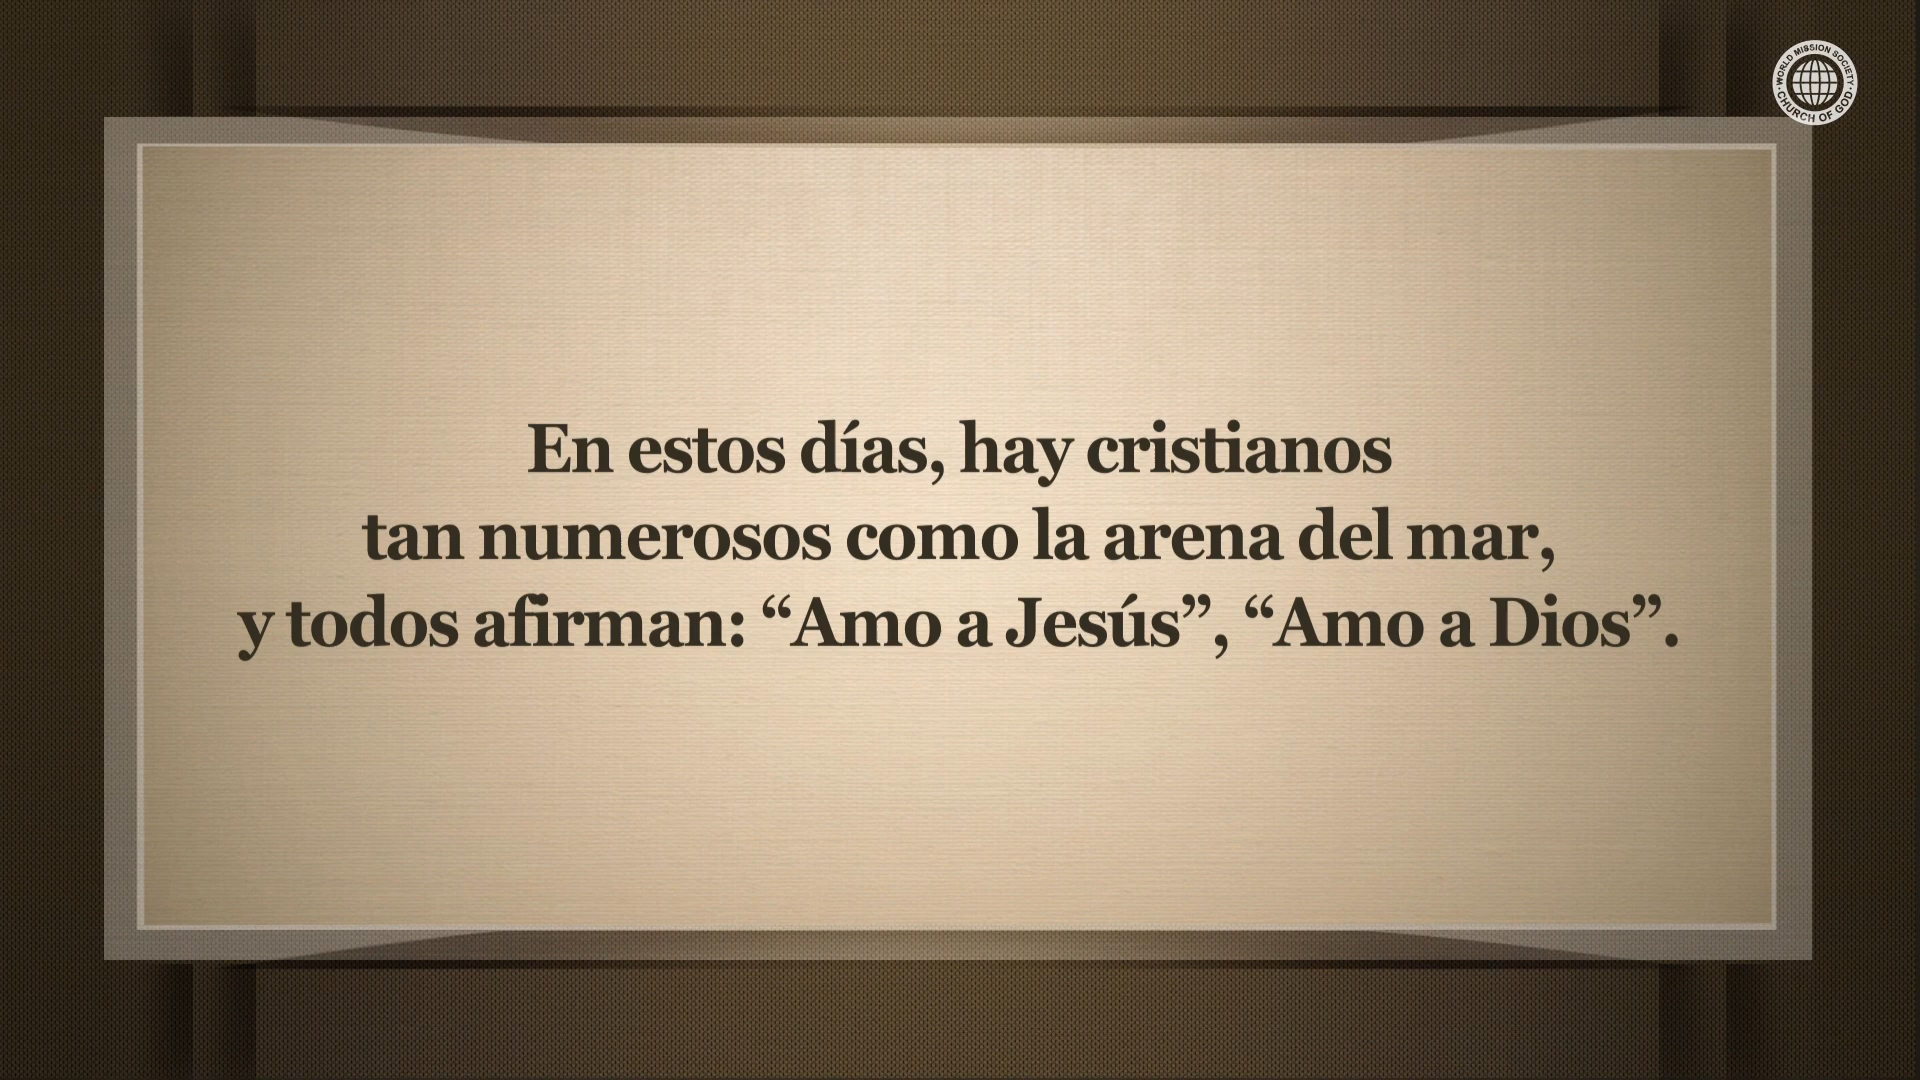 WORLD MISSION SOCIETY
CHURCH OF GOD
En estos días, hay cristianos
tan numerosos como la arena del mar,
y todos afirman: “Amo a Jesús”, “Amo a Dios”.